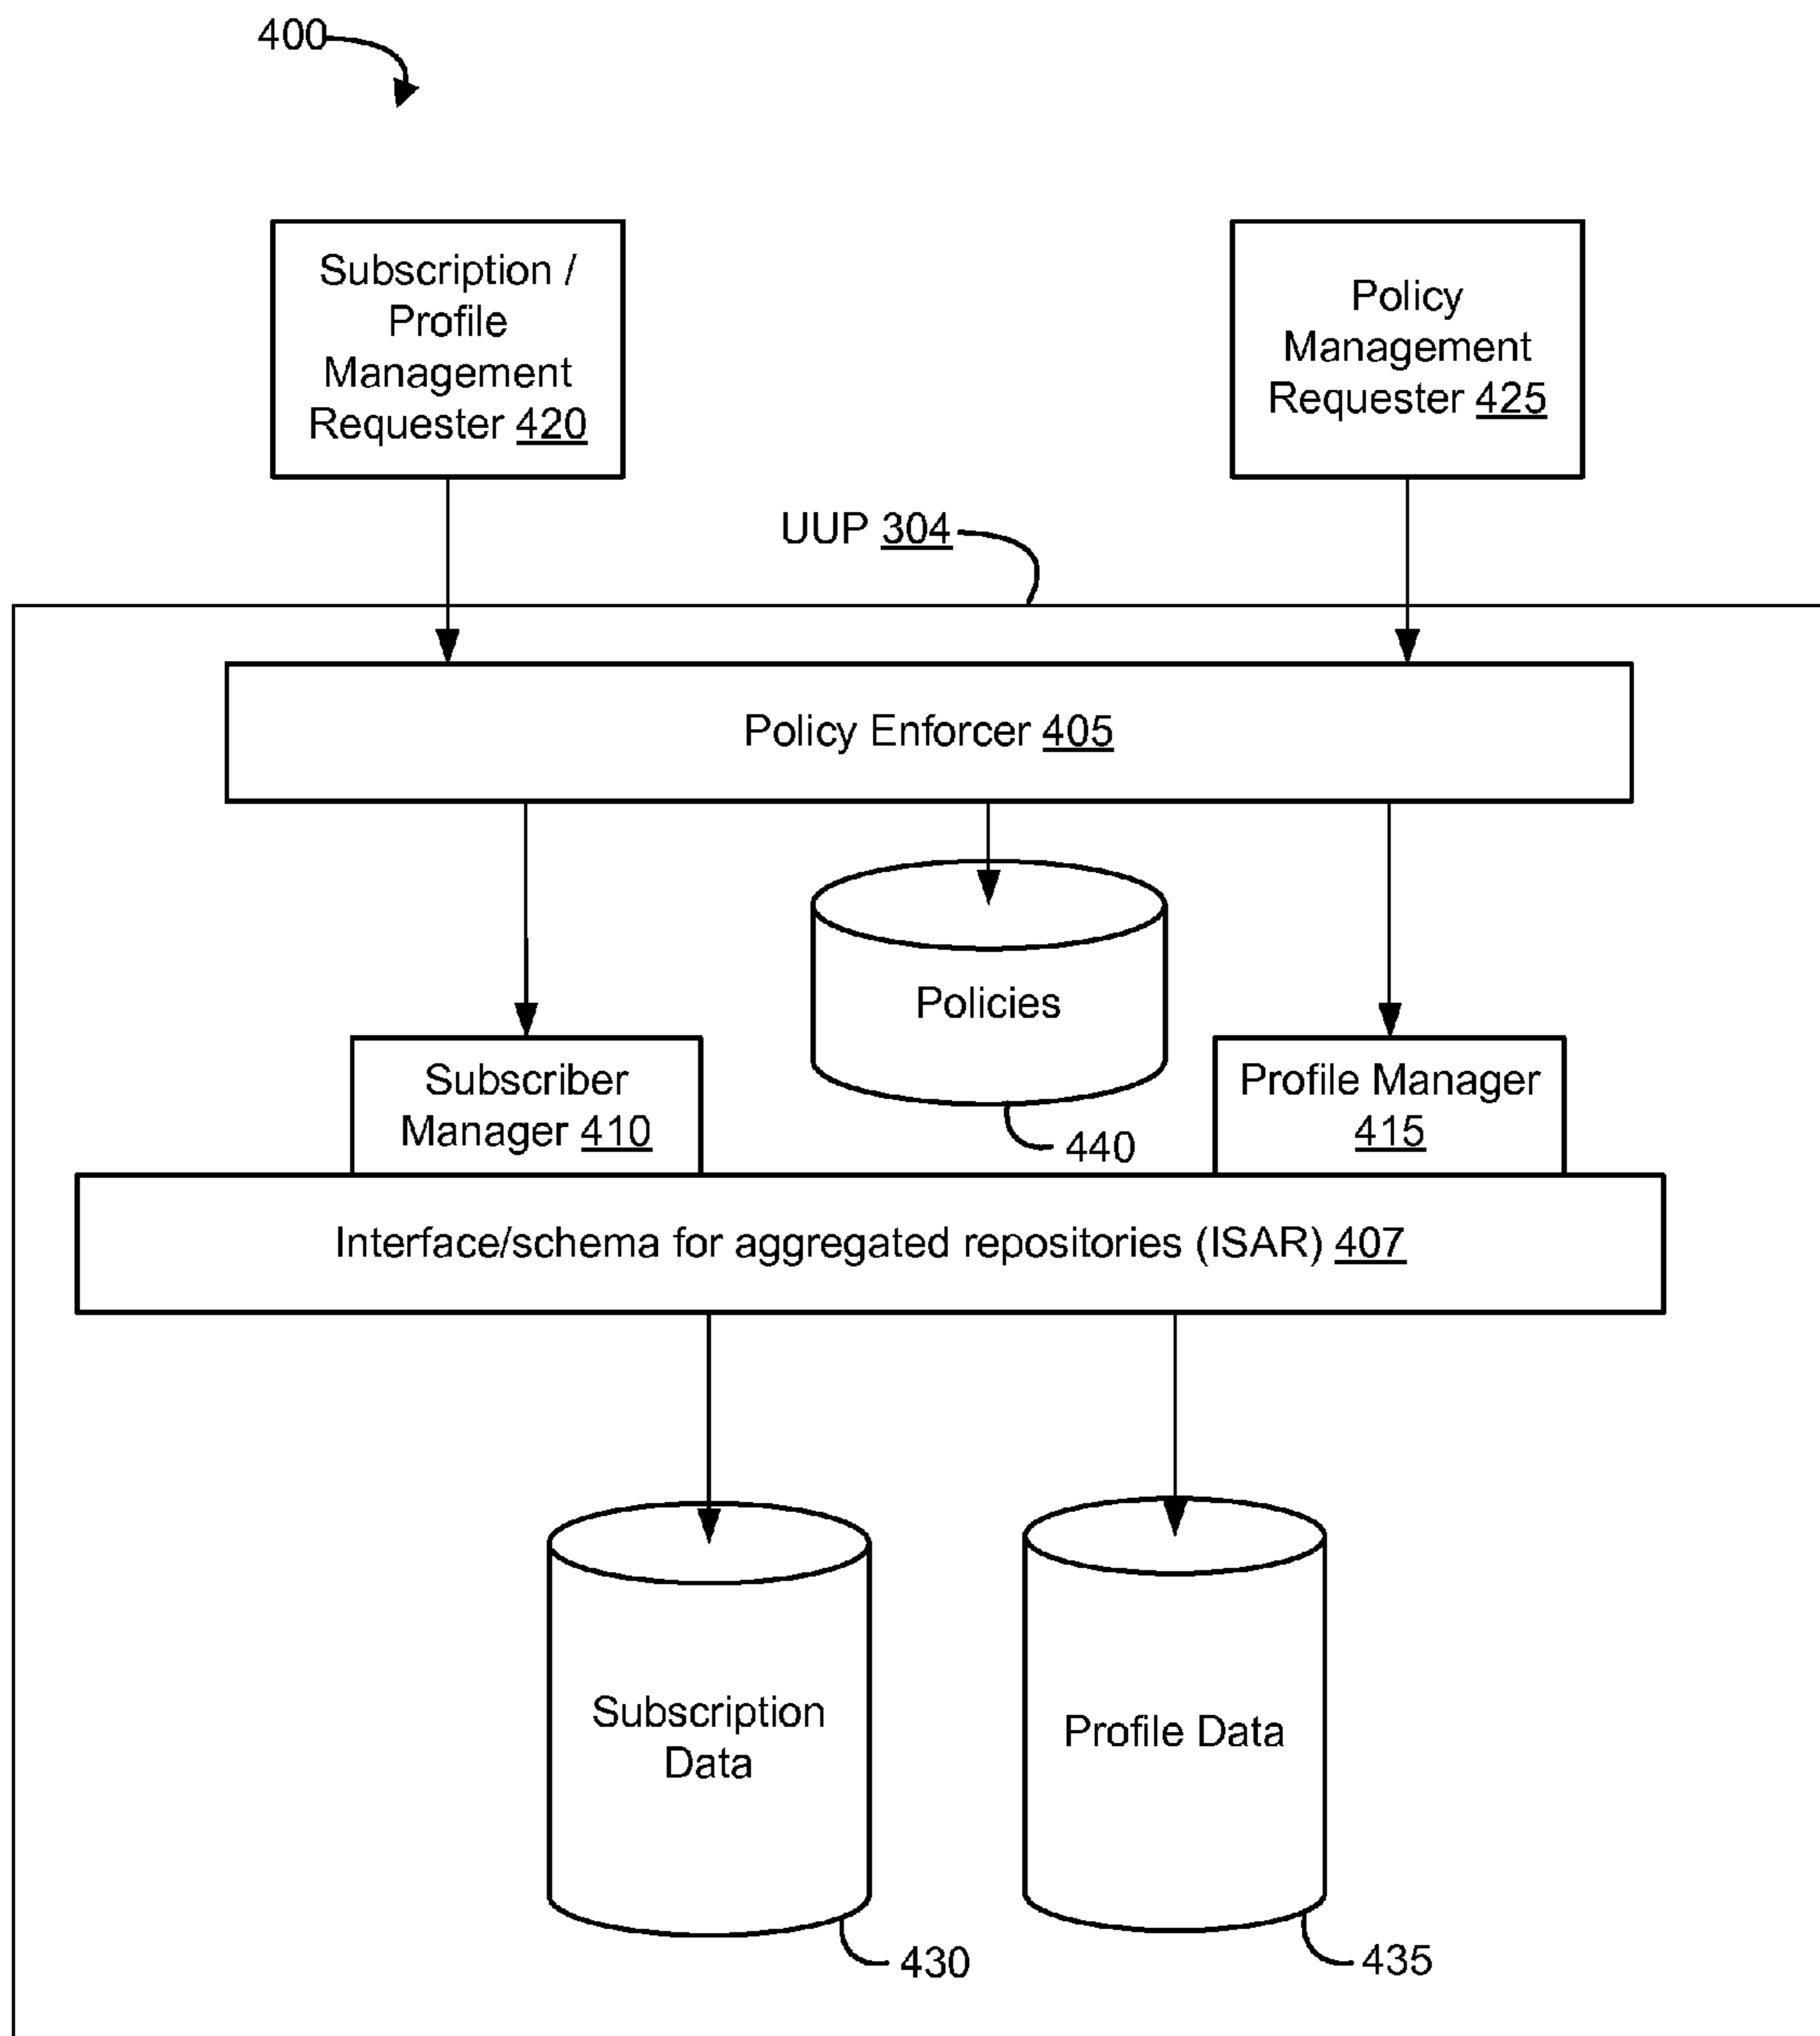 400
Subscription /
Profile
Management
Requester 420
Policy
Management
Requester 425
UUP 304
Policy Enforcer 405
Policies
440
Subscriber
Manager 410
Profile Manager
415
Interface/schema for aggregated repositories (ISAR) 407
Subscription
Data
430
Profile Data
435